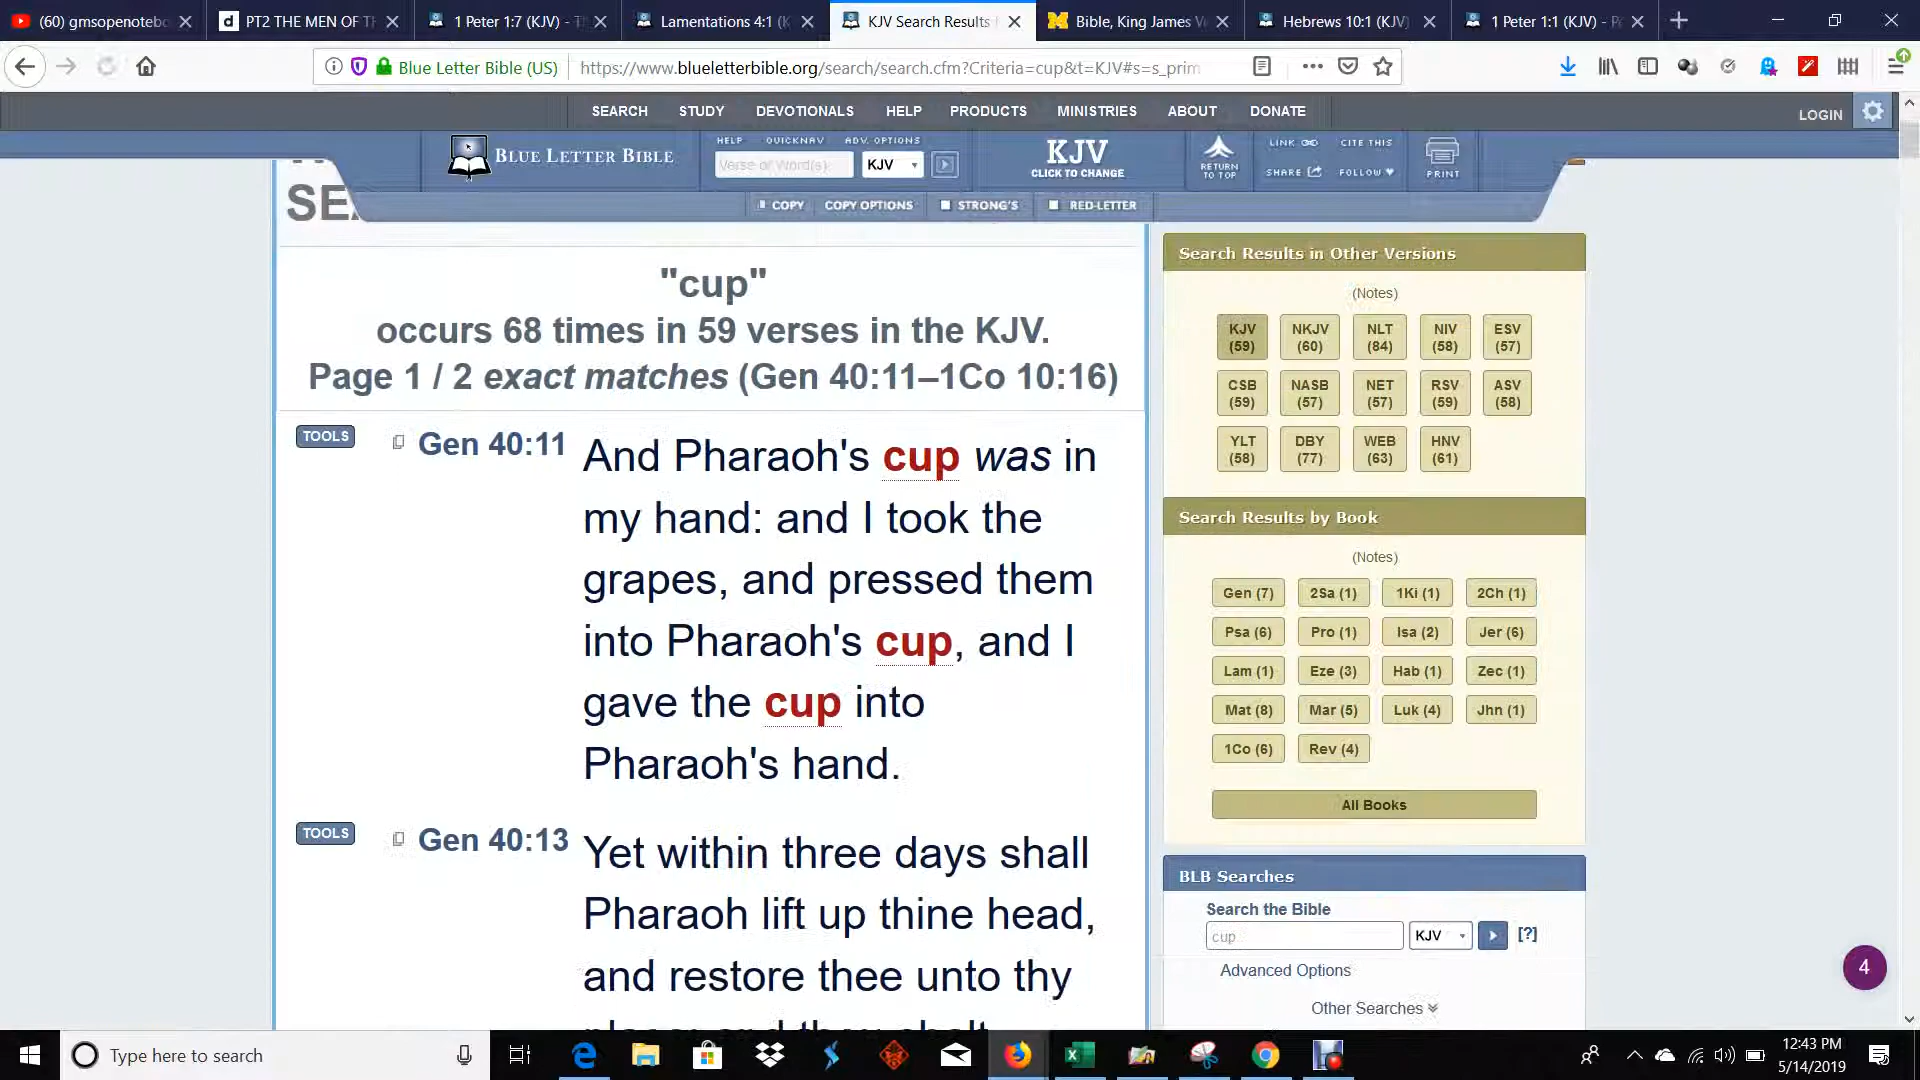 (60) gmsopenoteb
PT2 THE MEN OF T
1 Peter 1:7 (KJV) - T
Lamentations 4:1 (K
KJV Search Results
Bible, King James V
Hebrews 10:1 (KJV)
1 Peter 1:1 (KJV) - P
Blue Letter Bible (US)
https://www.blueletterbible.org/search/search.cfm?Criteria=cup&t=KJV#s=s_prim
SEARCH STUDY DEVOTIONALS HELP PRODUCTS MINISTRIES ABOUT DONATE
LOGIN
BLUE LETTER BIBLE
HELP QUICKNAV ADV. OPTIONS
Verse or Word(s)
KJV
KJV
CLICK TO CHANGE
RETURN
TO TOP
LINK CITE THIS
SHARE FOLLOW
PRINT
COPY COPY OPTIONS STRONG'S RED-LETTER
SE
"cup"
occurs 68 times in 59 verses in the KJV.
Page 1 / 2 exact matches (Gen 40:11–1Co 10:16)
TOOLS
Gen 40:11
And Pharaoh's cup was in
my hand: and I took the
grapes, and pressed them
into Pharaoh's cup, and I
gave the cup into
Pharaoh's hand.
TOOLS
Gen 40:13
Yet within three days shall
Pharaoh lift up thine head,
and restore thee unto thy
Search Results in Other Versions
(Notes)
KJV NKJV NLT NIV ESV
(59) (60) (84) (58) (57)
CSB NASB NET RSV ASV
(59) (57) (57) (59) (58)
YLT DBY WEB HNV
(58) (77) (63) (61)
Search Results by Book
(Notes)
Gen (7) 2Sa (1) 1Ki (1) 2Ch (1)
Psa (6) Pro (1) Isa (2) Jer (6)
Lam (1) Eze (3) Hab (1) Zec (1)
Mat (8) Mar (5) Luk (4) Jhn (1)
1Co (6) Rev (4)
All Books
BLB Searches
Search the Bible
cup
KJV
[?]
Advanced Options
Other Searches
4
Type here to search
12:43 PM
5/14/2019